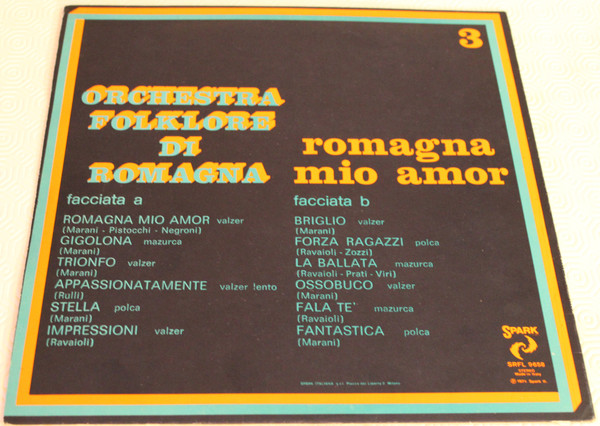 3
ORCHESTRA
FOLKLORE
DI
ROMAGNA
romagna
mio amor
facciata a
ROMAGNA MIO AMOR valzer
(Marani - Pistocchi - Negroni)
GIGOLONA mazurca
(Marani)
TRIONFO valzer
(Marani)
APPASSIONATAMENTE valzer lento
(Rulli)
STELLA polca
(Marani)
IMPRESSIONI valzer
(Ravaioli)
facciata b
BRIGLIO valzer
(Marani)
FORZA RAGAZZI polca
(Ravaioli - Zozzi)
LA BALLATA mazurca
(Ravaioli - Prati - Viri)
OSSOBUCO valzer
(Marani)
FALA TE' mazurca
(Ravaioli)
FANTASTICA polca
(Marani)
SPARK
SRFL 9658
STEREO
Made in Italy